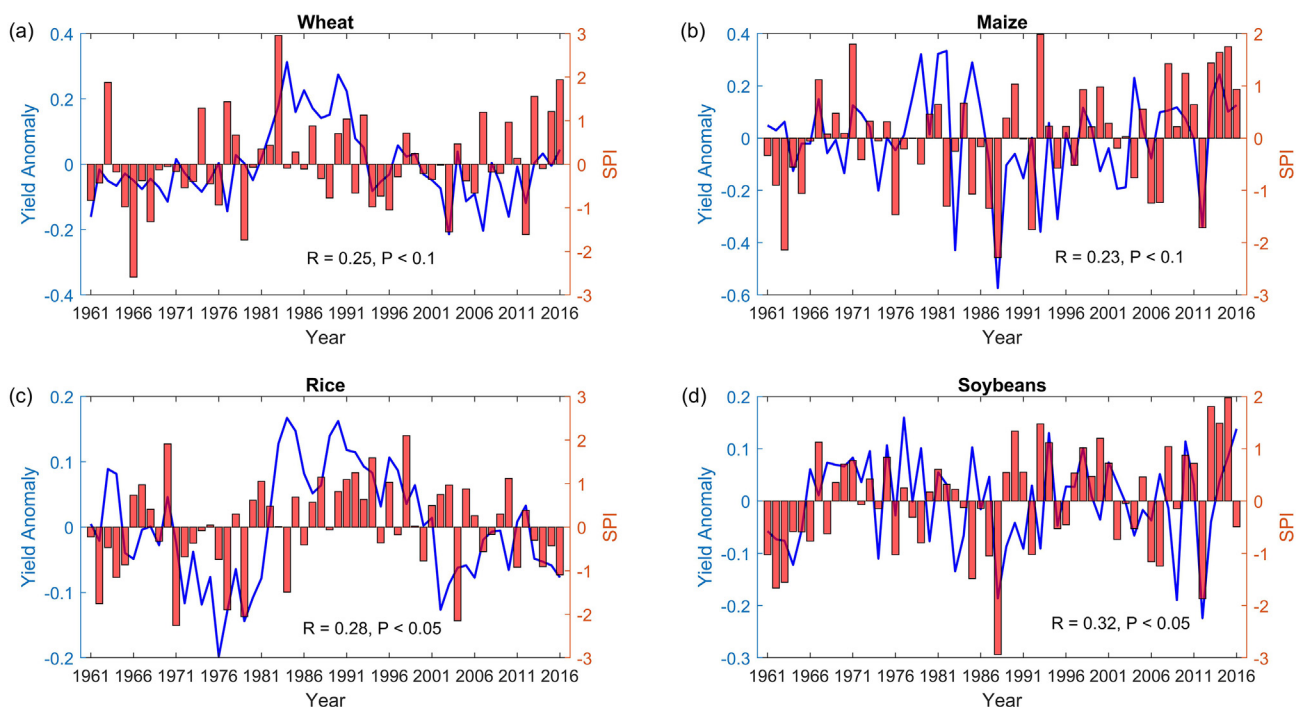 (a)
Wheat
Yield Anomaly
0.4
0.2
0
-0.2
-0.4
3
2
1
0
-1
-2
-3
SPI
R = 0.25, P < 0.1
1961 1966 1971 1976 1981 1986 1991 1996 2001 2006 2011 2016
Year
(b)
Maize
Yield Anomaly
0.4
0.2
0
-0.2
-0.4
-0.6
2
1
0
-1
-2
-3
SPI
R = 0.23, P < 0.1
1961 1966 1971 1976 1981 1986 1991 1996 2001 2006 2011 2016
Year
(c)
Rice
Yield Anomaly
0.2
0.1
0
-0.1
-0.2
3
2
1
0
-1
-2
-3
SPI
R = 0.28, P < 0.05
1961 1966 1971 1976 1981 1986 1991 1996 2001 2006 2011 2016
Year
(d)
Soybeans
Yield Anomaly
0.2
0.1
0
-0.1
-0.2
-0.3
2
1
0
-1
-2
-3
SPI
R = 0.32, P < 0.05
1961 1966 1971 1976 1981 1986 1991 1996 2001 2006 2011 2016
Year